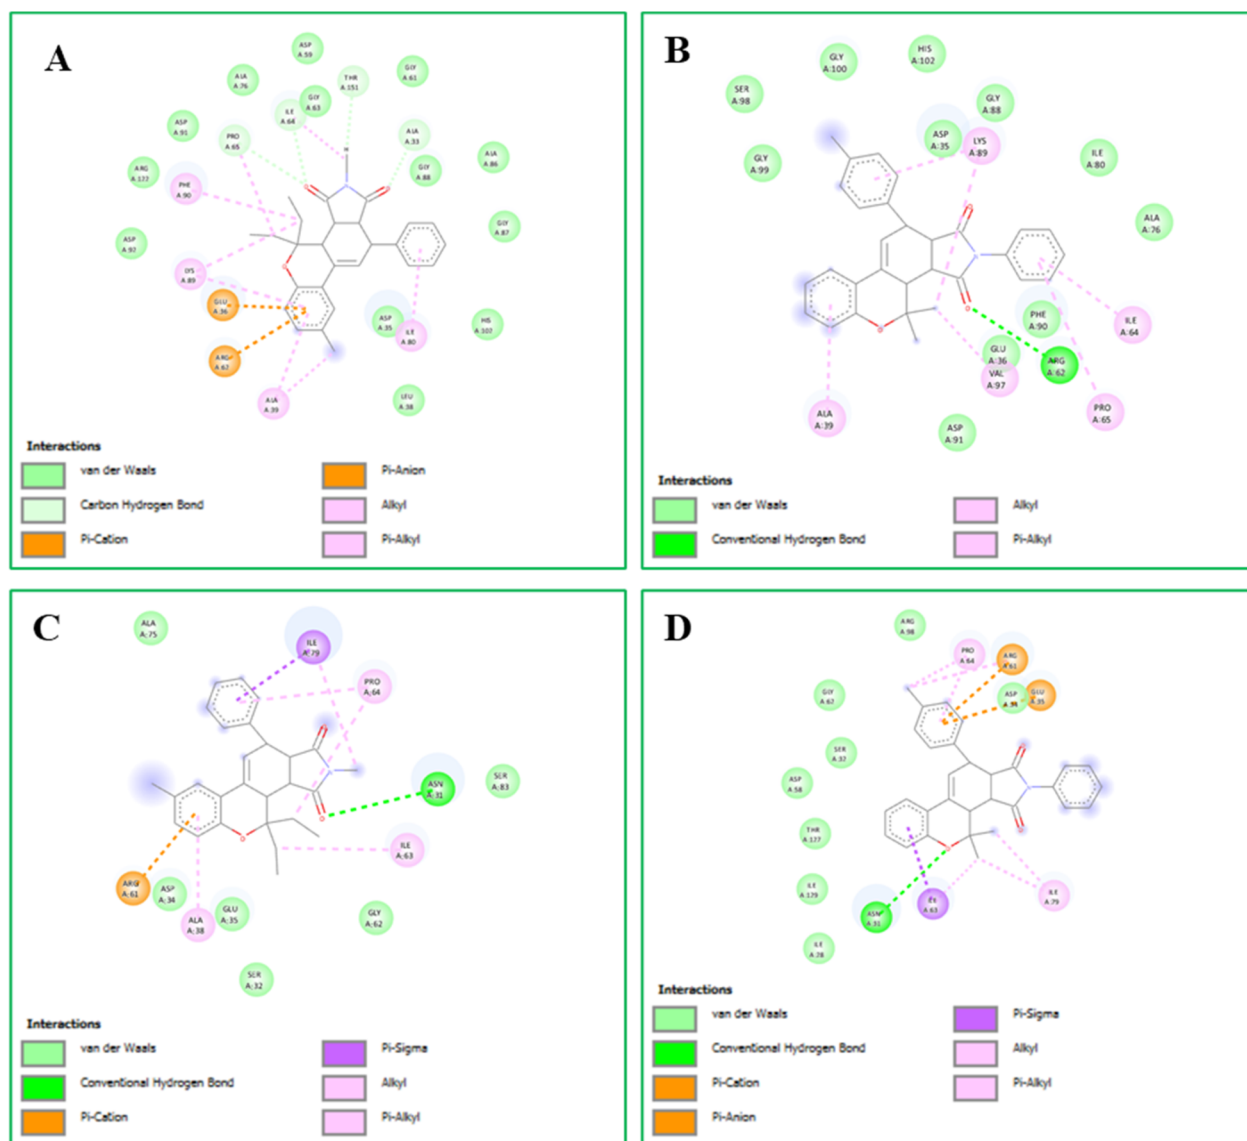 A
ASP
A:59
ALA
A:76
THR
A:151
GLY
A:61
ILE
A:64
GLY
A:63
ASP
A:91
PRO
A:65
ALA
A:33
ARG
A:122
PHE
A:90
GLY
A:88
ALA
A:86
ASP
A:92
GLY
A:87
LYS
A:89
GLU
A:36
ASP
A:35
ILE
A:80
HIS
A:102
ARG
A:62
ALA
A:39
LEU
A:38
H
N
O
O
O
Interactions
van der Waals
Carbon Hydrogen Bond
Pi-Cation
Pi-Anion
Alkyl
Pi-Alkyl
B
GLY
A:100
HIS
A:102
SER
A:98
GLY
A:88
ASP
A:35
LYS
A:89
GLY
A:99
ILE
A:80
ALA
A:76
PHE
A:90
ILE
A:64
GLU
A:36
VAL
A:97
ARG
A:62
ALA
A:39
PRO
A:65
ASP
A:91
O
N
O
O
Interactions
van der Waals
Conventional Hydrogen Bond
Alkyl
Pi-Alkyl
C
ALA
A:75
ILE
A:79
PRO
A:64
ASN
A:31
SER
A:83
ILE
A:63
ARG
A:61
ASP
A:34
ALA
A:38
GLU
A:35
GLY
A:62
SER
A:32
O
N
O
O
Interactions
van der Waals
Conventional Hydrogen Bond
Pi-Cation
Pi-Sigma
Alkyl
Pi-Alkyl
D
ARG
A:98
PRO
A:64
ARG
A:61
GLY
A:62
ASP
A:34
GLU
A:35
SER
A:32
ASP
A:58
THR
A:127
ILE
A:179
ASN
A:31
A:63
ILE
A:79
ILE
A:28
O
N
O
O
Interactions
van der Waals
Conventional Hydrogen Bond
Pi-Cation
Pi-Anion
Pi-Sigma
Alkyl
Pi-Alkyl